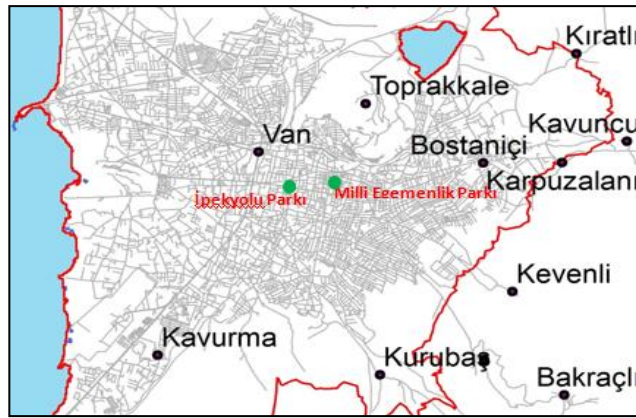 Kıratlı
Toprakkale
Van
Bostaniçi
Kavuncu
Karpuzalanı
İpekyolu Parkı
Milli Egemenlik Parkı
Kevenli
Kavurma
Kurubaş
Bakraçlı